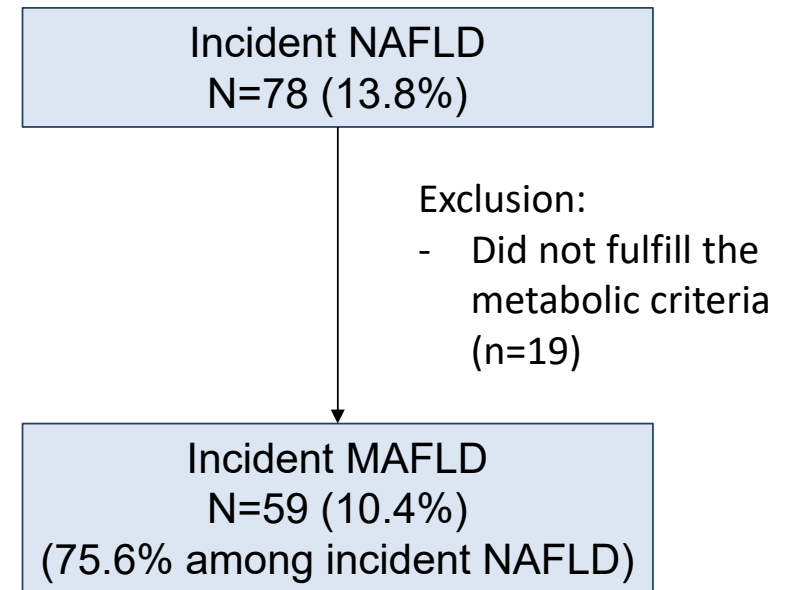 Incident NAFLD
N=78 (13.8%)
Exclusion:
- Did not fulfill the
metabolic criteria
(n=19)
Incident MAFLD
N=59 (10.4%)
(75.6% among incident NAFLD)